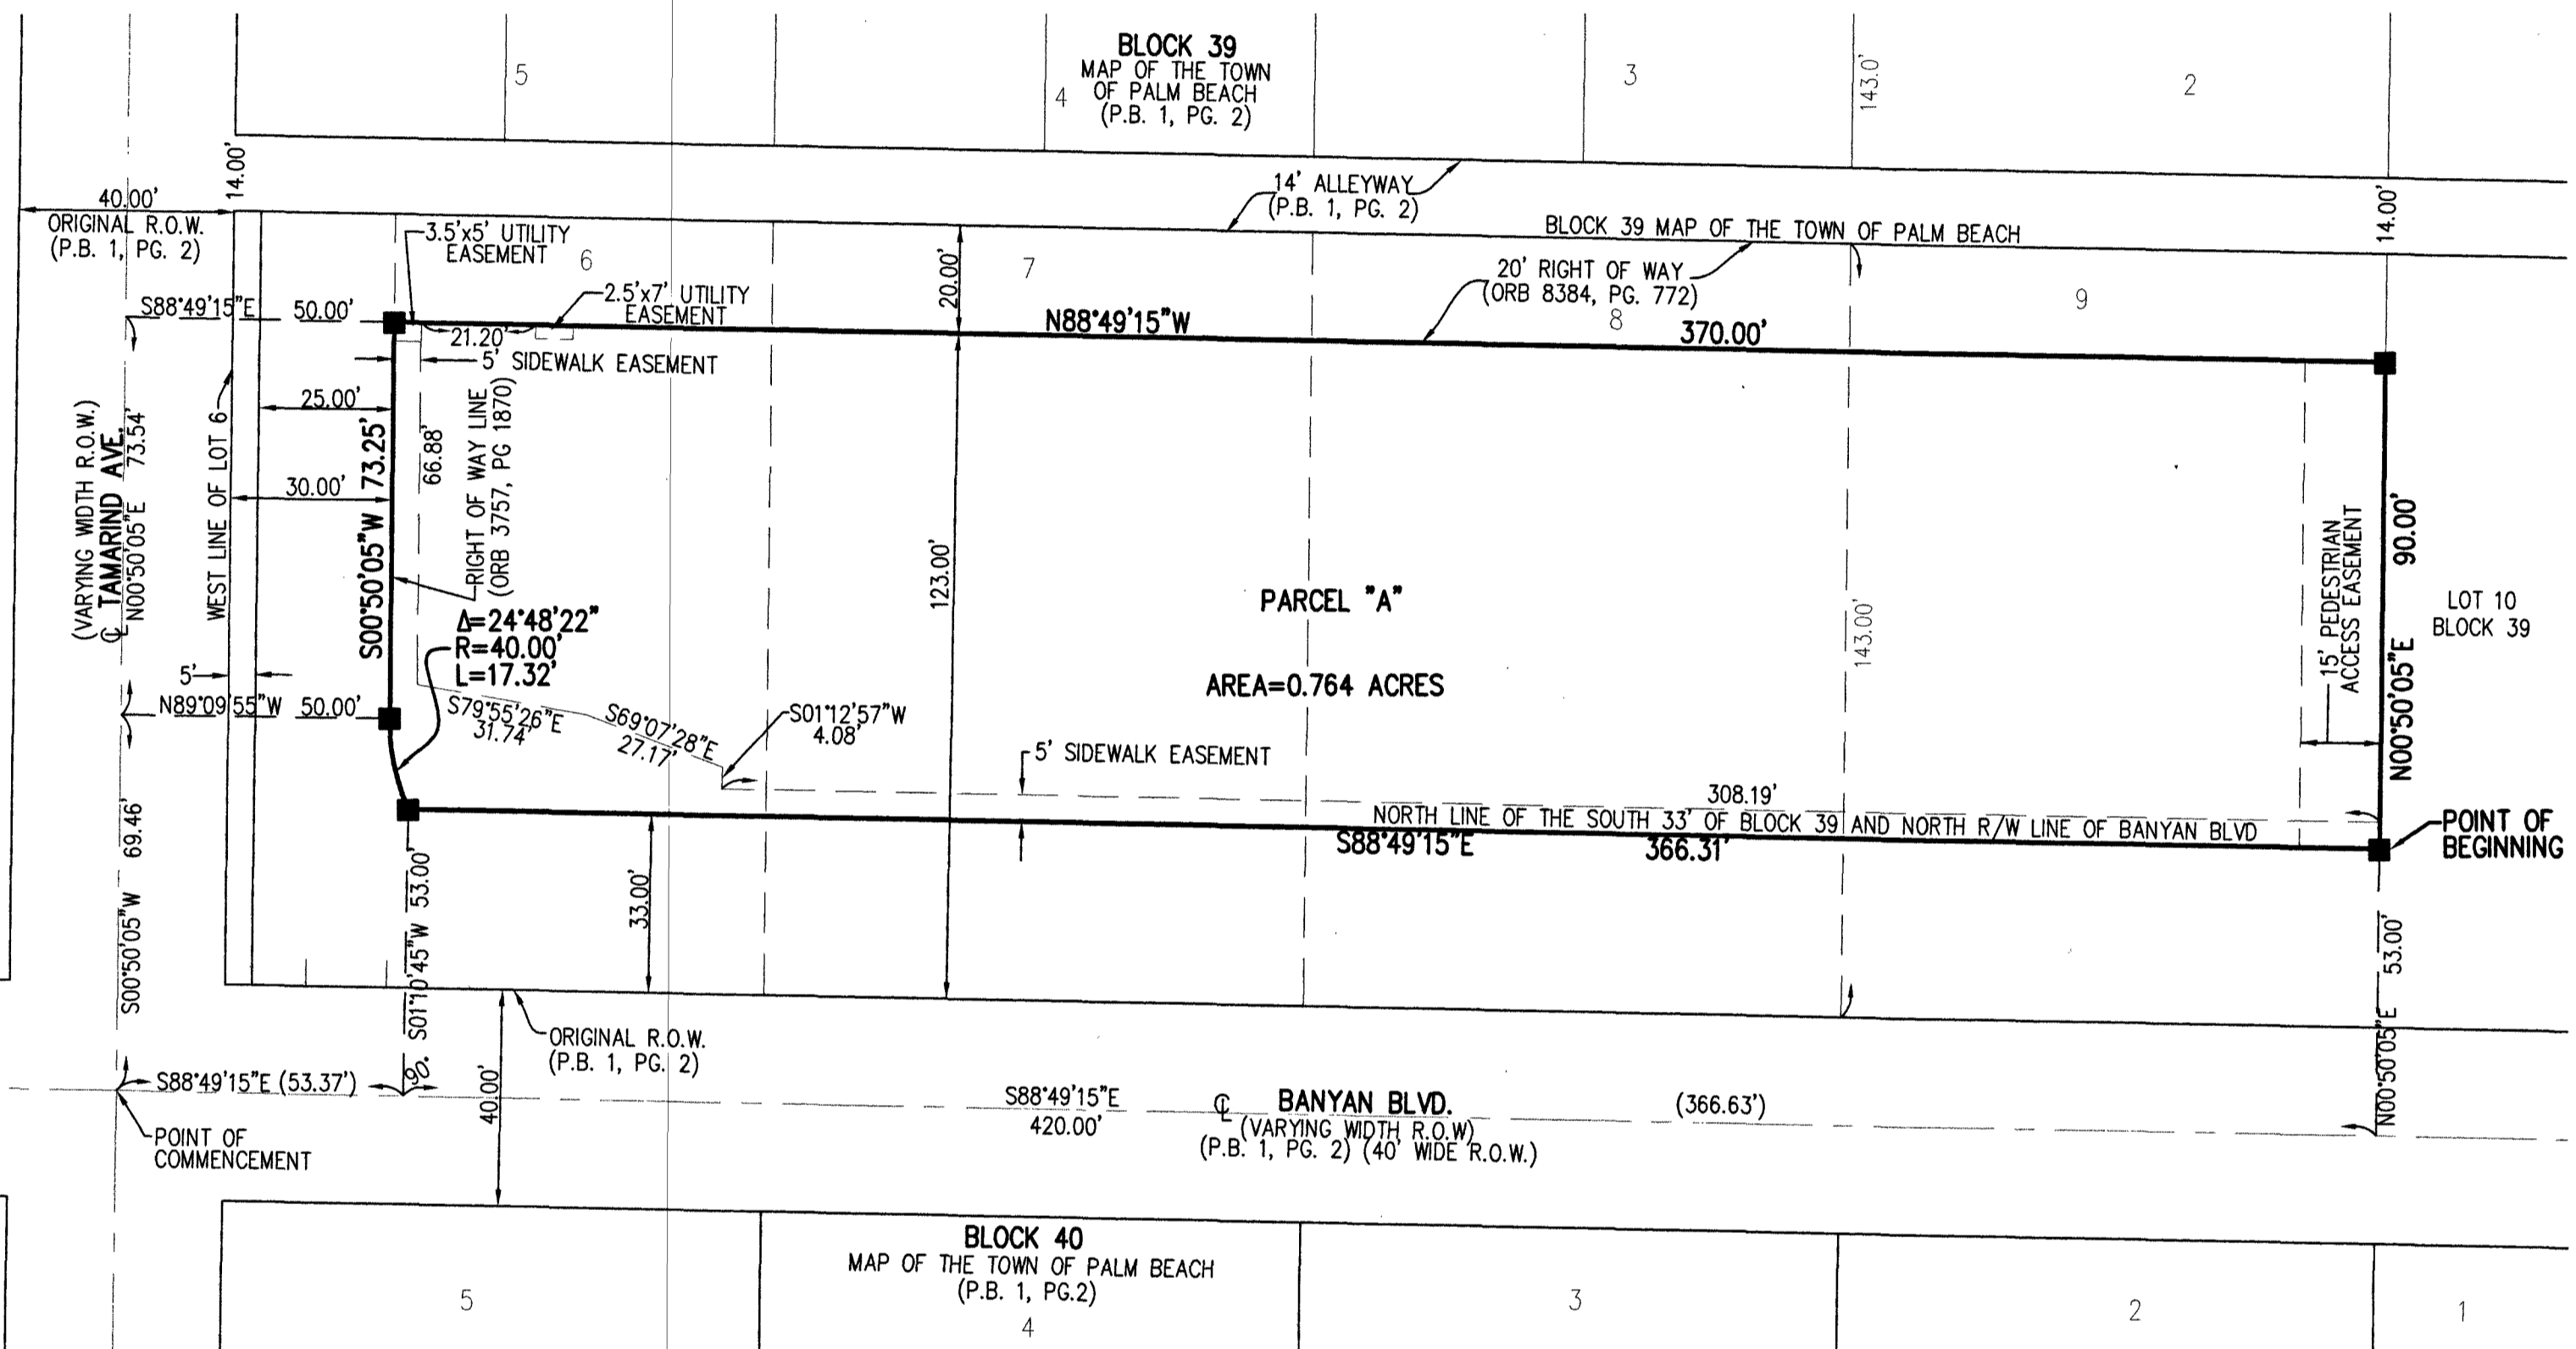 BLOCK 39
MAP OF THE TOWN
OF PALM BEACH
(P.B. 1, PG. 2)
5
4
3
143.0'
2
14.00'
40.00'
ORIGINAL R.O.W.
(P.B. 1, PG. 2)
14' ALLEYWAY
(P.B. 1, PG. 2)
BLOCK 39 MAP OF THE TOWN OF PALM BEACH
14.00'
3.5'x5' UTILITY
EASEMENT
6
7
20.00'
20' RIGHT OF WAY
(ORB 8384, PG. 772)
8
9
S88°49'15"E
50.00'
2.5'x7' UTILITY
EASEMENT
21.20'
N88°49'15"W
370.00'
5' SIDEWALK EASEMENT
25.00'
30.00'
(VARYING WIDTH R.O.W.)
℄ TAMARIND AVE.
N00°50'05"E 73.54'
WEST LINE OF LOT 6
S00°50'05"W 73.25'
66.88'
RIGHT OF WAY LINE
(ORB 3757, PG 1870)
Δ=24°48'22"
R=40.00'
L=17.32'
123.00'
PARCEL "A"
AREA=0.764 ACRES
143.00'
15' PEDESTRIAN
ACCESS EASEMENT
N00°50'05"E 90.00'
LOT 10
BLOCK 39
5'
N89°09'55"W 50.00'
S79°55'26"E
31.74'
S69°07'28"E
27.17'
S01°12'57"W
4.08'
5' SIDEWALK EASEMENT
308.19'
NORTH LINE OF THE SOUTH 33' OF BLOCK 39 AND NORTH R/W LINE OF BANYAN BLVD
S88°49'15"E
366.31'
POINT OF
BEGINNING
S00°50'05"W 69.46'
S01°10'45"W 53.00'
33.00'
N00°50'05"E 53.00'
ORIGINAL R.O.W.
(P.B. 1, PG. 2)
90.
S88°49'15"E (53.37')
40.00'
POINT OF
COMMENCEMENT
S88°49'15"E
420.00'
℄ BANYAN BLVD.
(VARYING WIDTH R.O.W)
(P.B. 1, PG. 2) (40' WIDE R.O.W.)
(366.63')
BLOCK 40
MAP OF THE TOWN OF PALM BEACH
(P.B. 1, PG.2)
5
4
3
2
1